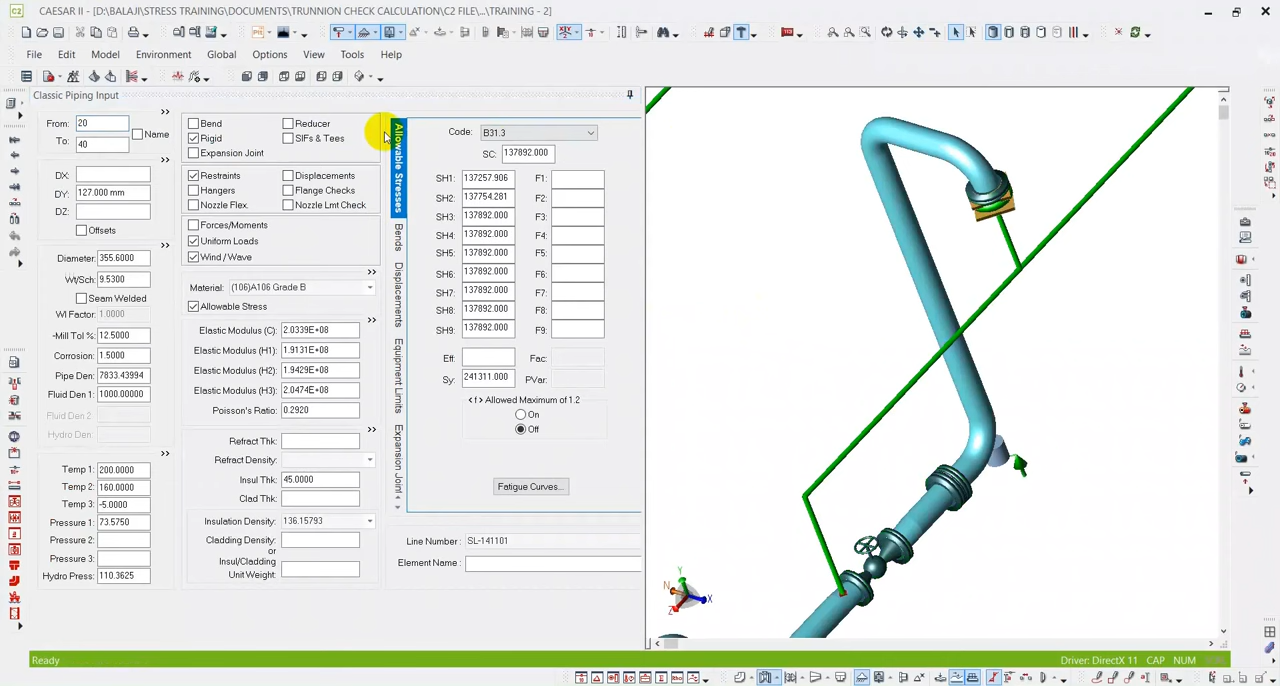 CAESAR II - [D:\BALAJI\STRESS TRAINING\DOCUMENTS\TRUNNION CHECK CALCULATION\C2 FILE\...\TRAINING - 2]
File Edit Model Environment Global Options View Tools Help
Classic Piping Input
From: 20
To: 40
Name
DX:
DY: 127.000 mm
DZ:
Offsets
Diameter: 355.6000
Wt/Sch: 9.5300
Seam Welded
WI Factor: 1.0000
-Mill Tol %: 12.5000
Corrosion: 1.5000
Pipe Den: 7833.43994
Fluid Den 1: 1000.00000
Fluid Den 2:
Hydro Den:
Temp 1: 200.0000
Temp 2: 160.0000
Temp 3: -5.0000
Pressure 1: 73.5750
Pressure 2:
Pressure 3:
Hydro Press: 110.3625
Bend Reducer
Rigid SIFs & Tees
Expansion Joint
Restraints Displacements
Hangers Flange Checks
Nozzle Flex. Nozzle Lmt Check
Forces/Moments
Uniform Loads
Wind / Wave
Material: (106)A106 Grade B
Allowable Stress
Elastic Modulus (C): 2.0339E+08
Elastic Modulus (H1): 1.9131E+08
Elastic Modulus (H2): 1.9429E+08
Elastic Modulus (H3): 2.0474E+08
Poisson's Ratio: 0.2920
Refract Thk:
Refract Density:
Insul Thk: 45.0000
Clad Thk:
Insulation Density: 136.15793
Cladding Density:
or
Insul/Cladding
Unit Weight:
Allowable Stresses
Bends
Displacements
Equipment Limits
Expansion Joint
Code: B31.3
SC: 137892.000
SH1: 137257.906 F1:
SH2: 137754.281 F2:
SH3: 137892.000 F3:
SH4: 137892.000 F4:
SH5: 137892.000 F5:
SH6: 137892.000 F6:
SH7: 137892.000 F7:
SH8: 137892.000 F8:
SH9: 137892.000 F9:
Eff: Fac:
Sy: 241311.000 PVar:
<f> Allowed Maximum of 1.2
On
Off
Fatigue Curves...
Line Number: SL-141101
Element Name:
Y
N
X
Z
Ready
Driver: DirectX 11 CAP NUM